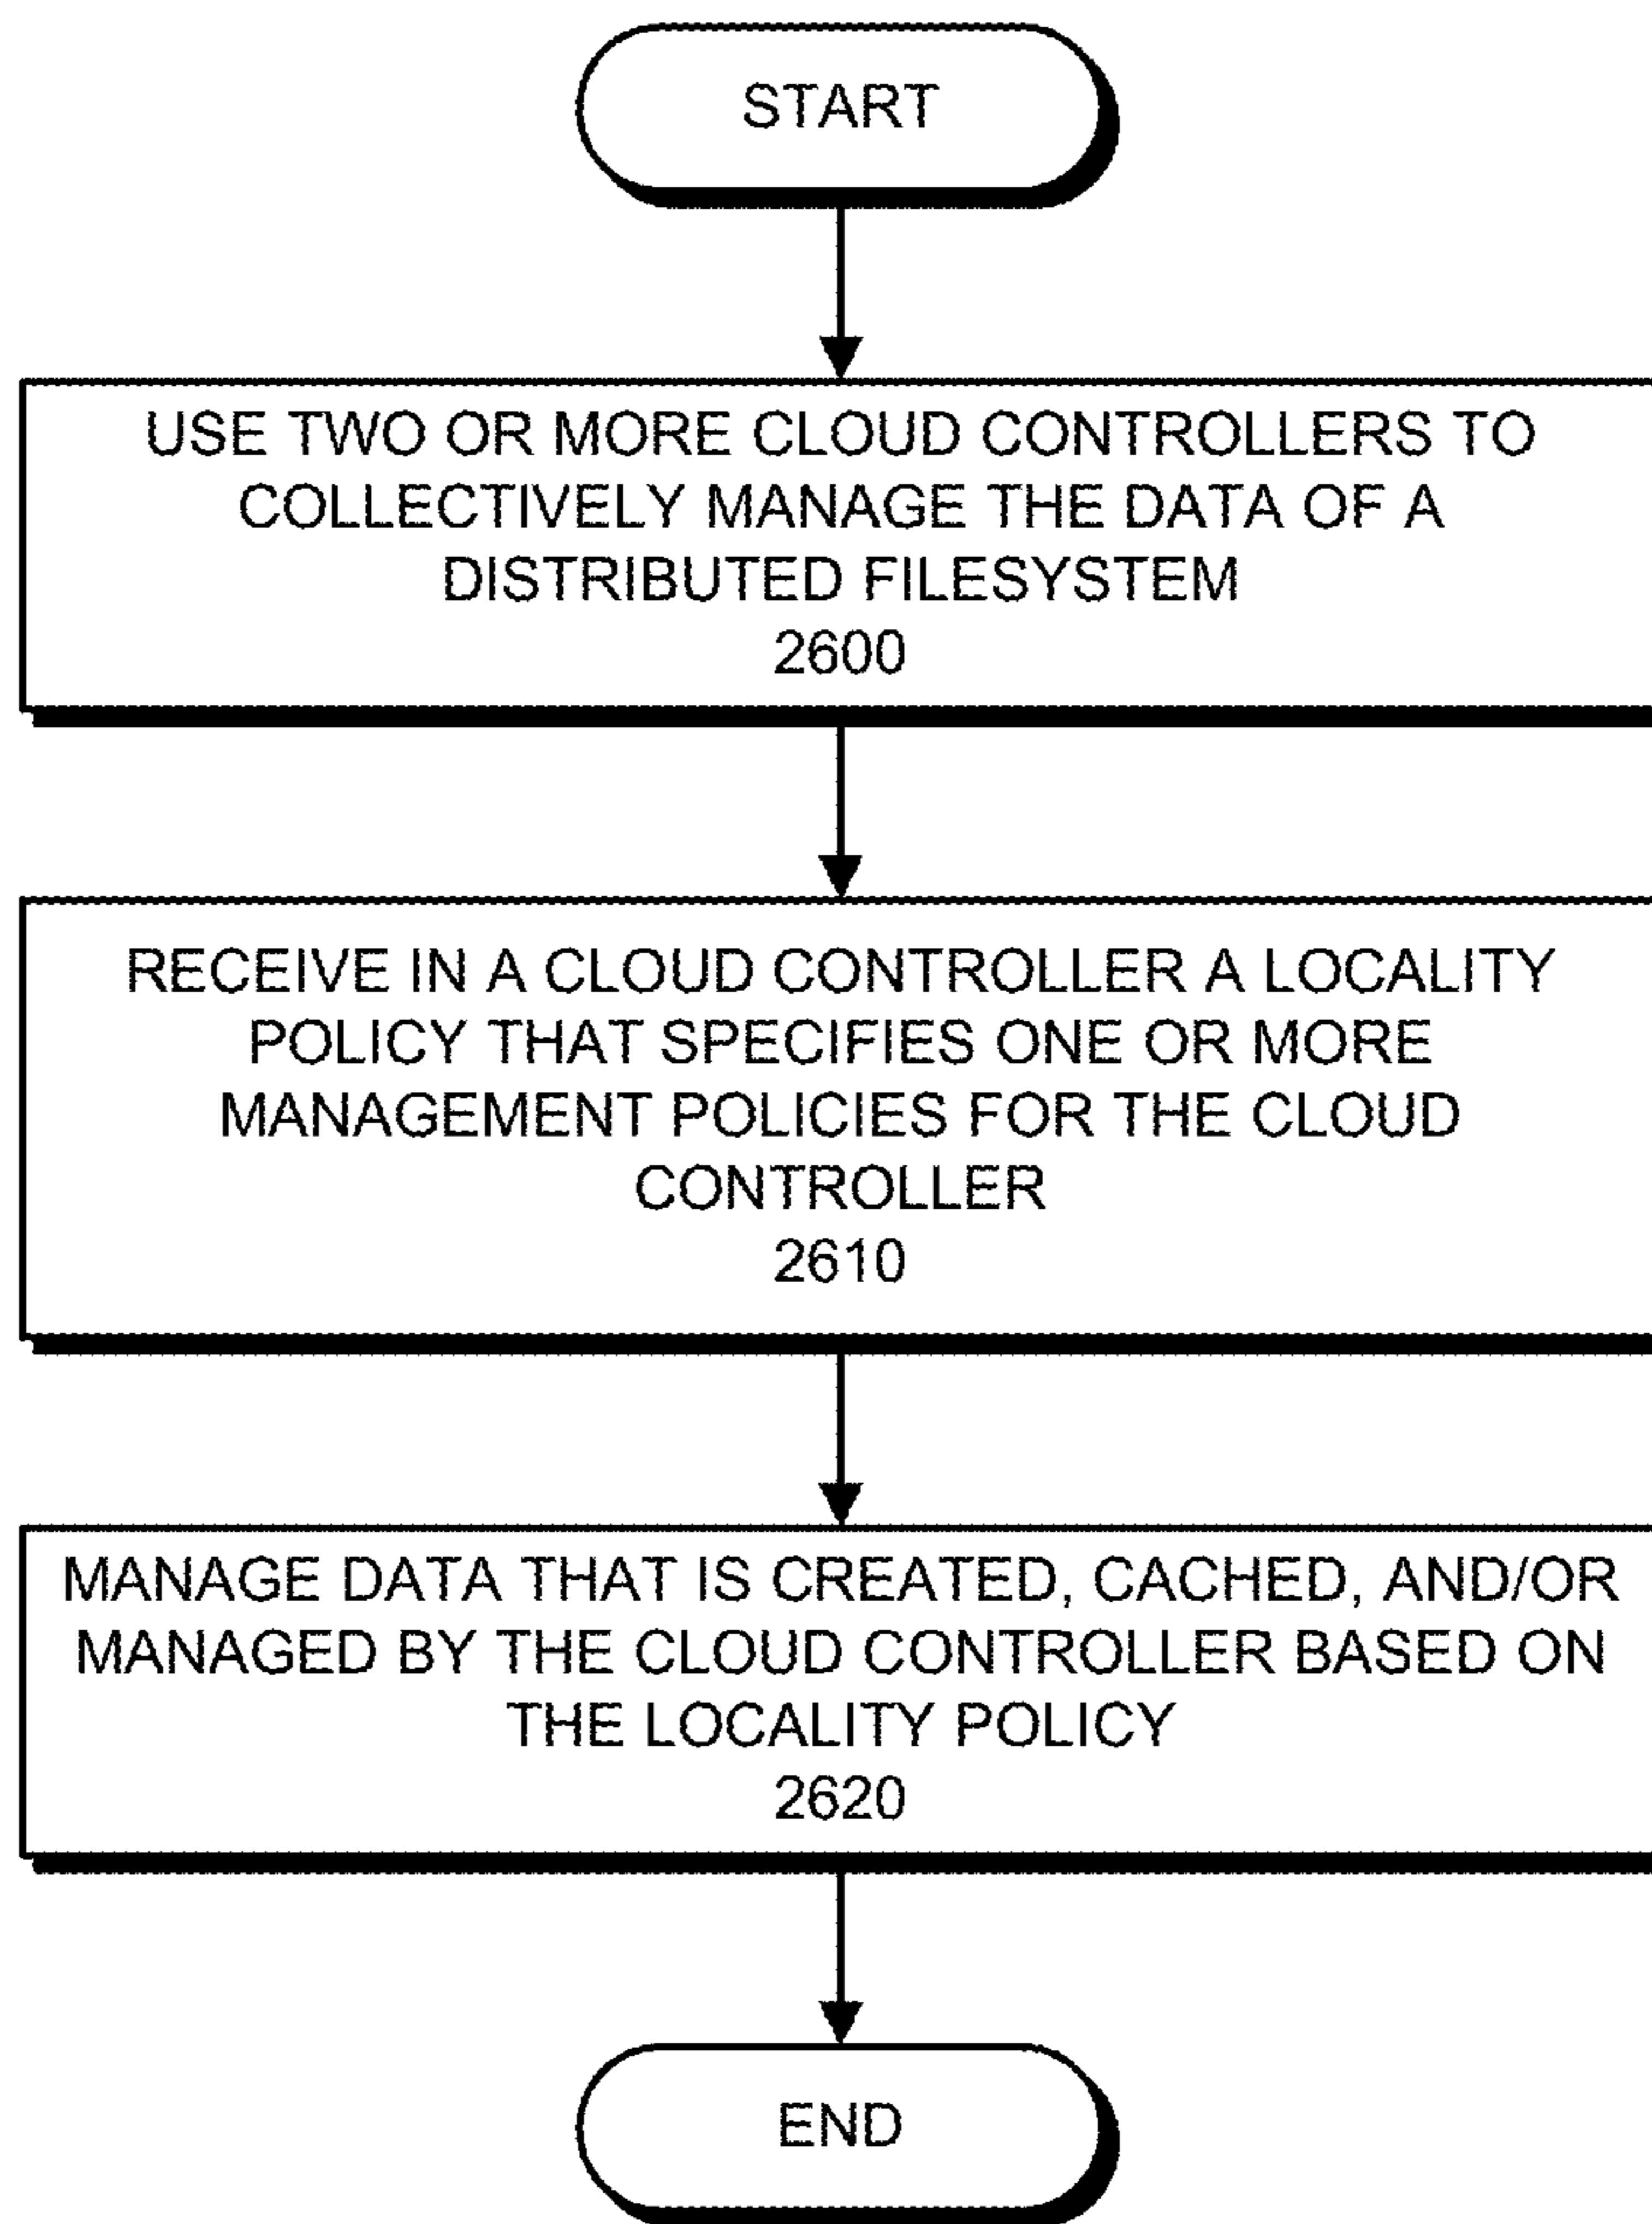 START
USE TWO OR MORE CLOUD CONTROLLERS TO
COLLECTIVELY MANAGE THE DATA OF A
DISTRIBUTED FILESYSTEM
2600
RECEIVE IN A CLOUD CONTROLLER A LOCALITY
POLICY THAT SPECIFIES ONE OR MORE
MANAGEMENT POLICIES FOR THE CLOUD
CONTROLLER
2610
MANAGE DATA THAT IS CREATED, CACHED, AND/OR
MANAGED BY THE CLOUD CONTROLLER BASED ON
THE LOCALITY POLICY
2620
END